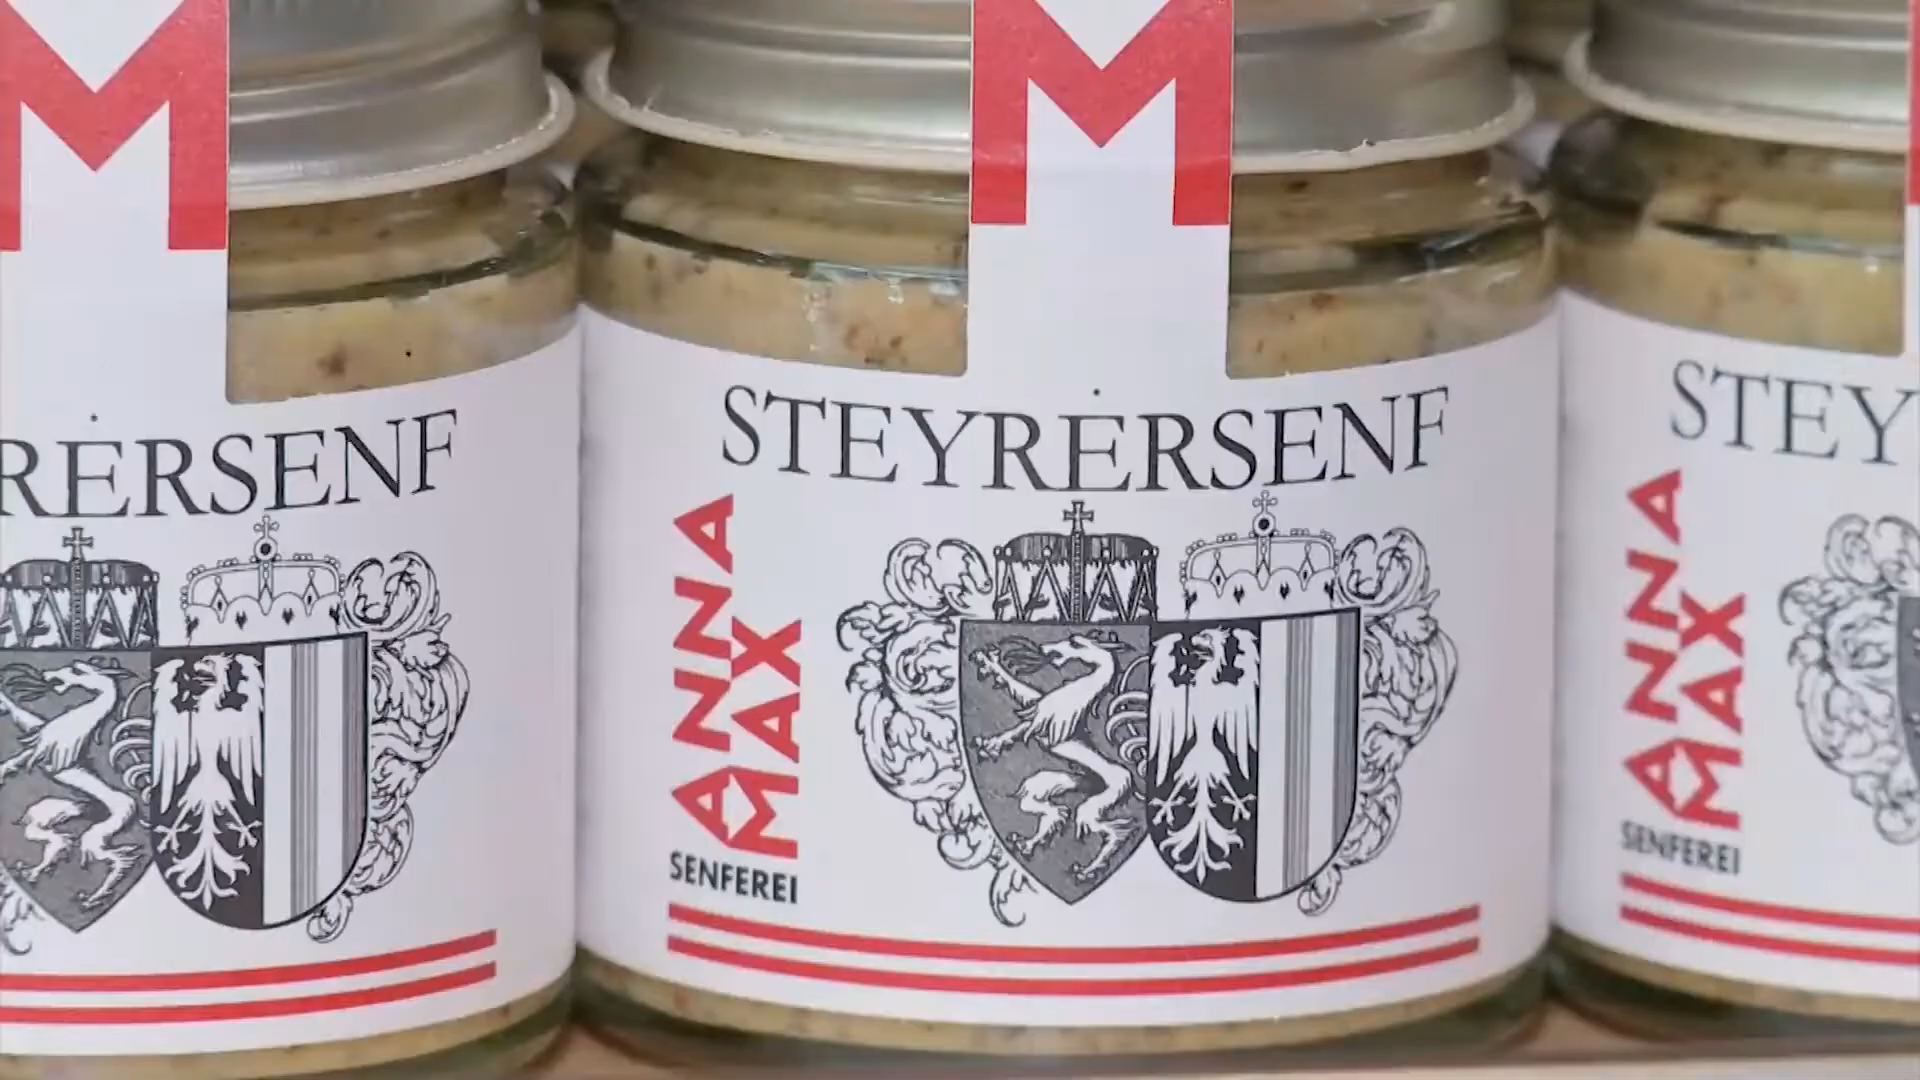 M
RERSENF
M
STEYRERSENF
ANNA
MAX
SENFEREI
STEY
ANNA
MAX
SENFEREI